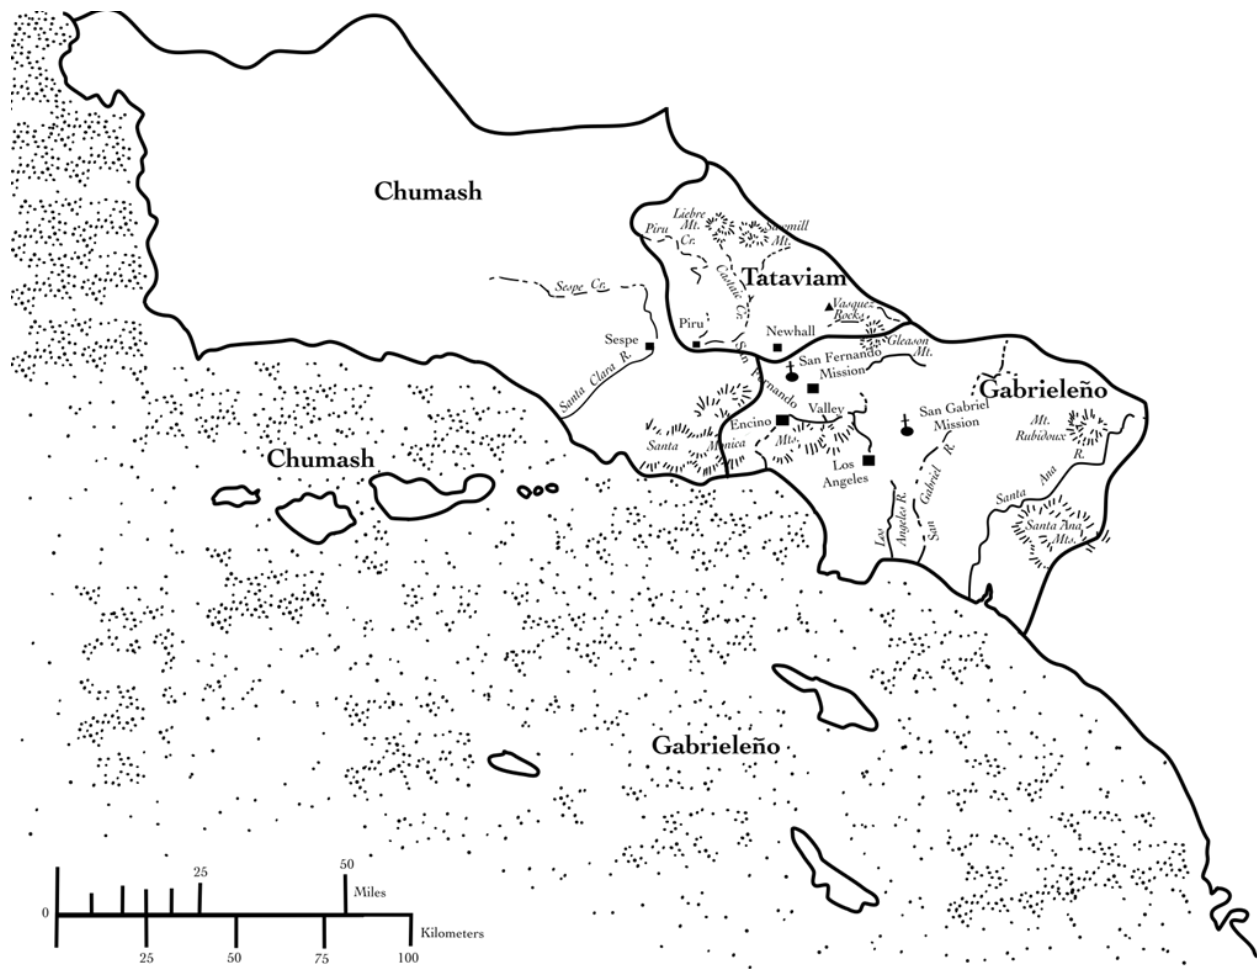 Chumash
Liebre
Mt.
Sawmill
Mt.
Piru
Cr.
Castaic Cr.
Tataviam
Sespe Cr.
Vasquez
Rocks
Piru
Newhall
Sespe
Gleason
Mt.
San Fernando
Mission
Santa Clara R.
San
Fernando
Valley
Gabrieleño
Encino
San Gabriel
Mission
Mt.
Rubidoux
Santa Monica Mts.
Los
Angeles
Chumash
Santa Ana R.
Los
Angeles R.
San Gabriel R.
Santa Ana
Mts.
Gabrieleño
25
50
Miles
0
Kilometers
25
50
75
100